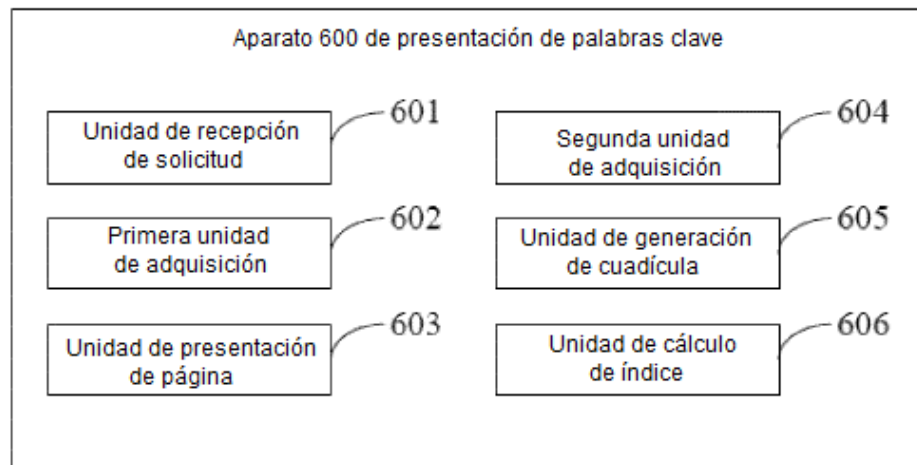 Aparato 600 de presentación de palabras clave
Unidad de recepción
de solicitud
601
Primera unidad
de adquisición
602
Unidad de presentación
de página
603
Segunda unidad
de adquisición
604
Unidad de generación
de cuadícula
605
Unidad de cálculo
de índice
606